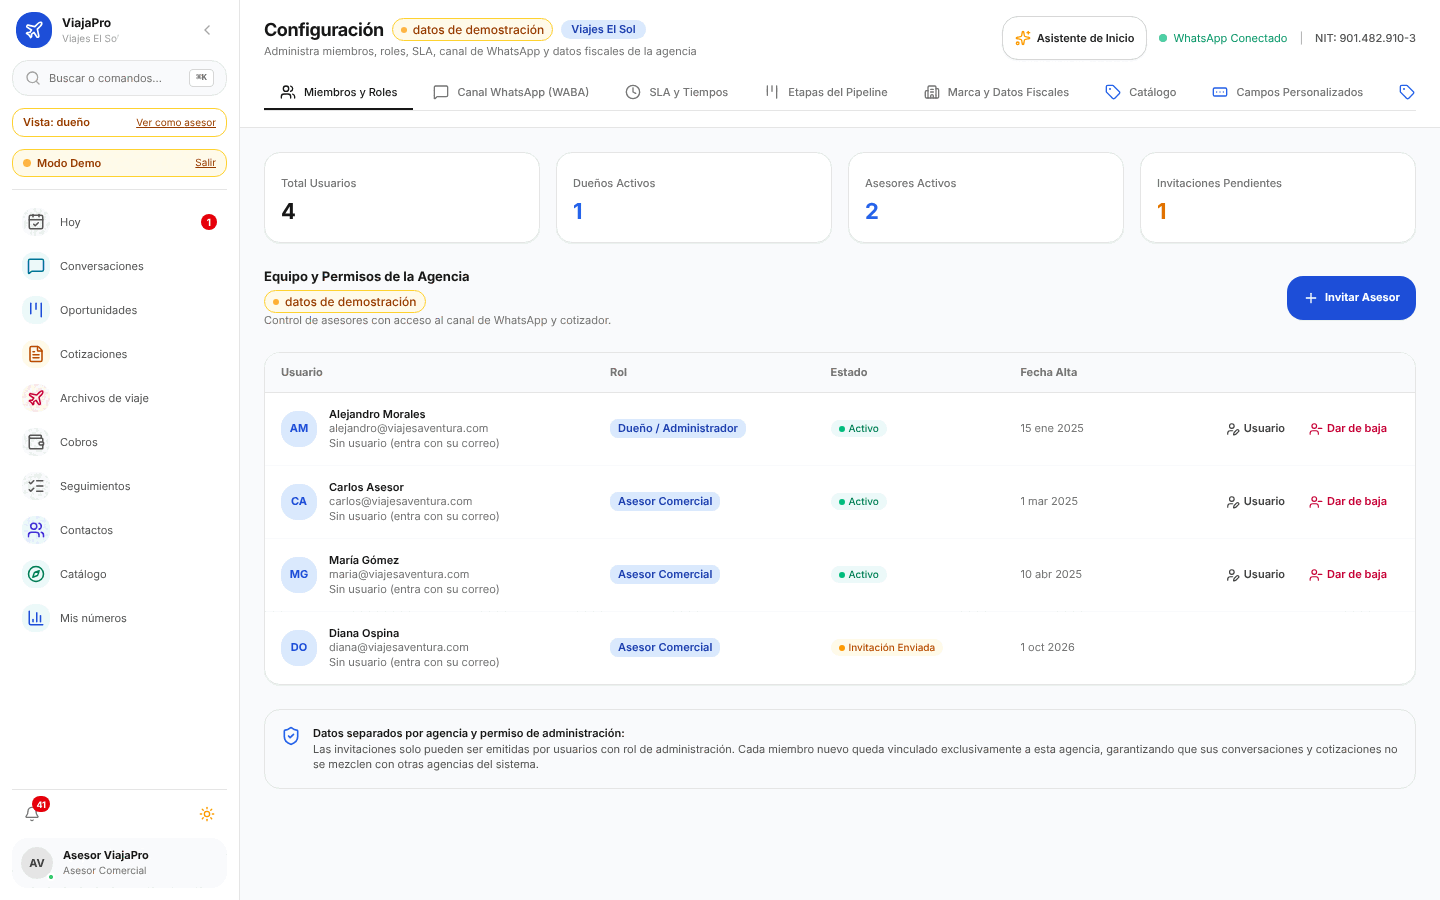 ViajaPro
Viajes El So'
Buscar o comandos...
⌘K
Vista: dueño
Ver como asesor
Modo Demo
Salir
Hoy
1
Conversaciones
Oportunidades
Cotizaciones
Archivos de viaje
Cobros
Seguimientos
Contactos
Catálogo
Mis números
41
AV
Asesor ViajaPro
Asesor Comercial
Configuración
datos de demostración
Viajes El Sol
Administra miembros, roles, SLA, canal de WhatsApp y datos fiscales de la agencia
Asistente de Inicio
WhatsApp Conectado
NIT: 901.482.910-3
Miembros y Roles
Canal WhatsApp (WABA)
SLA y Tiempos
Etapas del Pipeline
Marca y Datos Fiscales
Catálogo
Campos Personalizados
Total Usuarios
4
Dueños Activos
1
Asesores Activos
2
Invitaciones Pendientes
1
Equipo y Permisos de la Agencia
datos de demostración
Control de asesores con acceso al canal de WhatsApp y cotizador.
Invitar Asesor
Usuario Rol Estado Fecha Alta
AM
Alejandro Morales
alejandro@viajesaventura.com
Sin usuario (entra con su correo)
Dueño / Administrador
Activo
15 ene 2025
Usuario
Dar de baja
CA
Carlos Asesor
carlos@viajesaventura.com
Sin usuario (entra con su correo)
Asesor Comercial
Activo
1 mar 2025
Usuario
Dar de baja
MG
María Gómez
maria@viajesaventura.com
Sin usuario (entra con su correo)
Asesor Comercial
Activo
10 abr 2025
Usuario
Dar de baja
DO
Diana Ospina
diana@viajesaventura.com
Sin usuario (entra con su correo)
Asesor Comercial
Invitación Enviada
1 oct 2026
Datos separados por agencia y permiso de administración:
Las invitaciones solo pueden ser emitidas por usuarios con rol de administración. Cada miembro nuevo queda vinculado exclusivamente a esta agencia, garantizando que sus conversaciones y cotizaciones no
se mezclen con otras agencias del sistema.